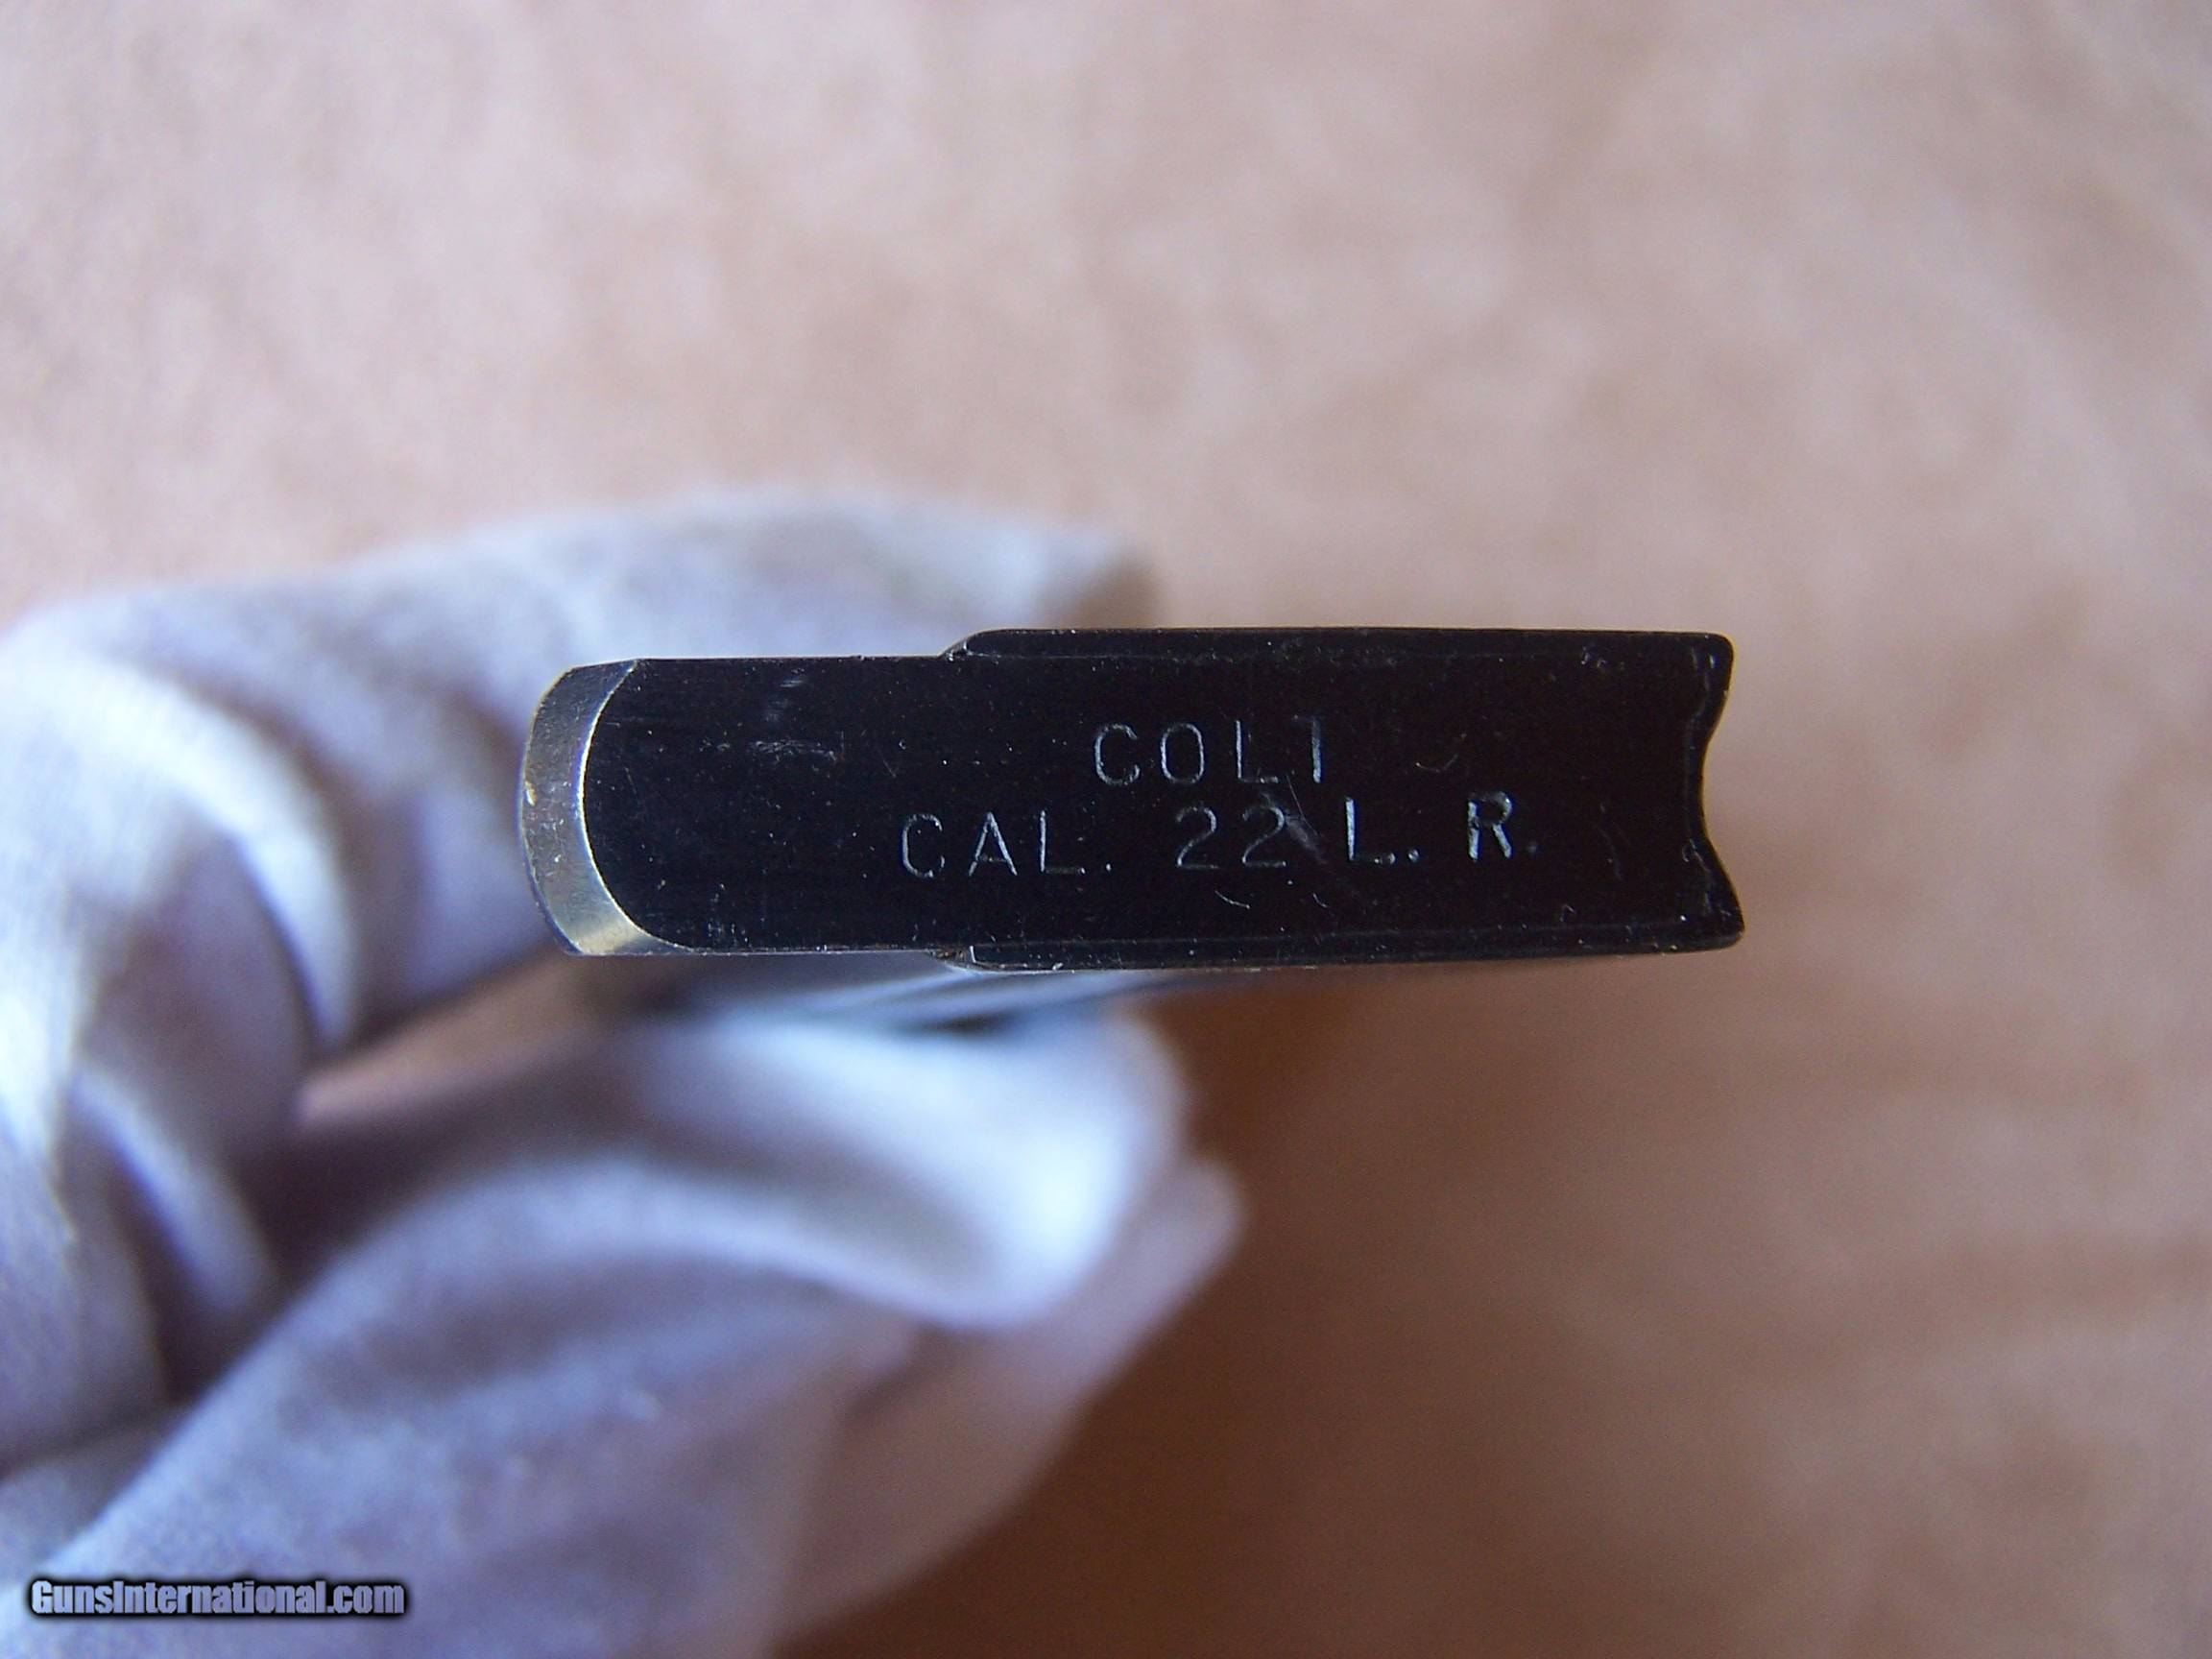 COLT
CAL. 22 L. R.
GunsInternational.com